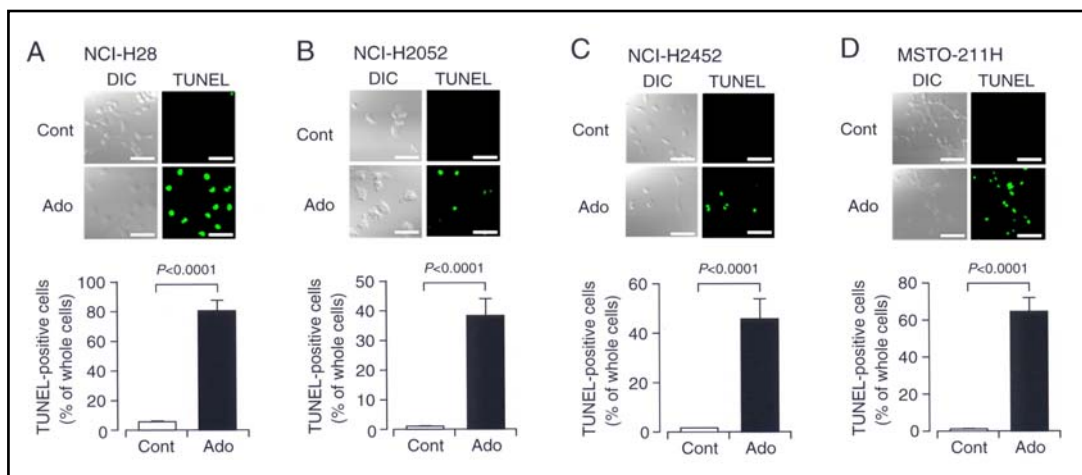 A NCI-H28
DIC TUNEL
Cont
Ado
P<0.0001
TUNEL-positive cells
(% of whole cells)
100
80
60
40
20
0
Cont Ado
B NCI-H2052
DIC TUNEL
Cont
Ado
P<0.0001
TUNEL-positive cells
(% of whole cells)
50
40
30
20
10
0
Cont Ado
C NCI-H2452
DIC TUNEL
Cont
Ado
P<0.0001
TUNEL-positive cells
(% of whole cells)
60
40
20
0
Cont Ado
D MSTO-211H
DIC TUNEL
Cont
Ado
P<0.0001
TUNEL-positive cells
(% of whole cells)
80
60
40
20
0
Cont Ado